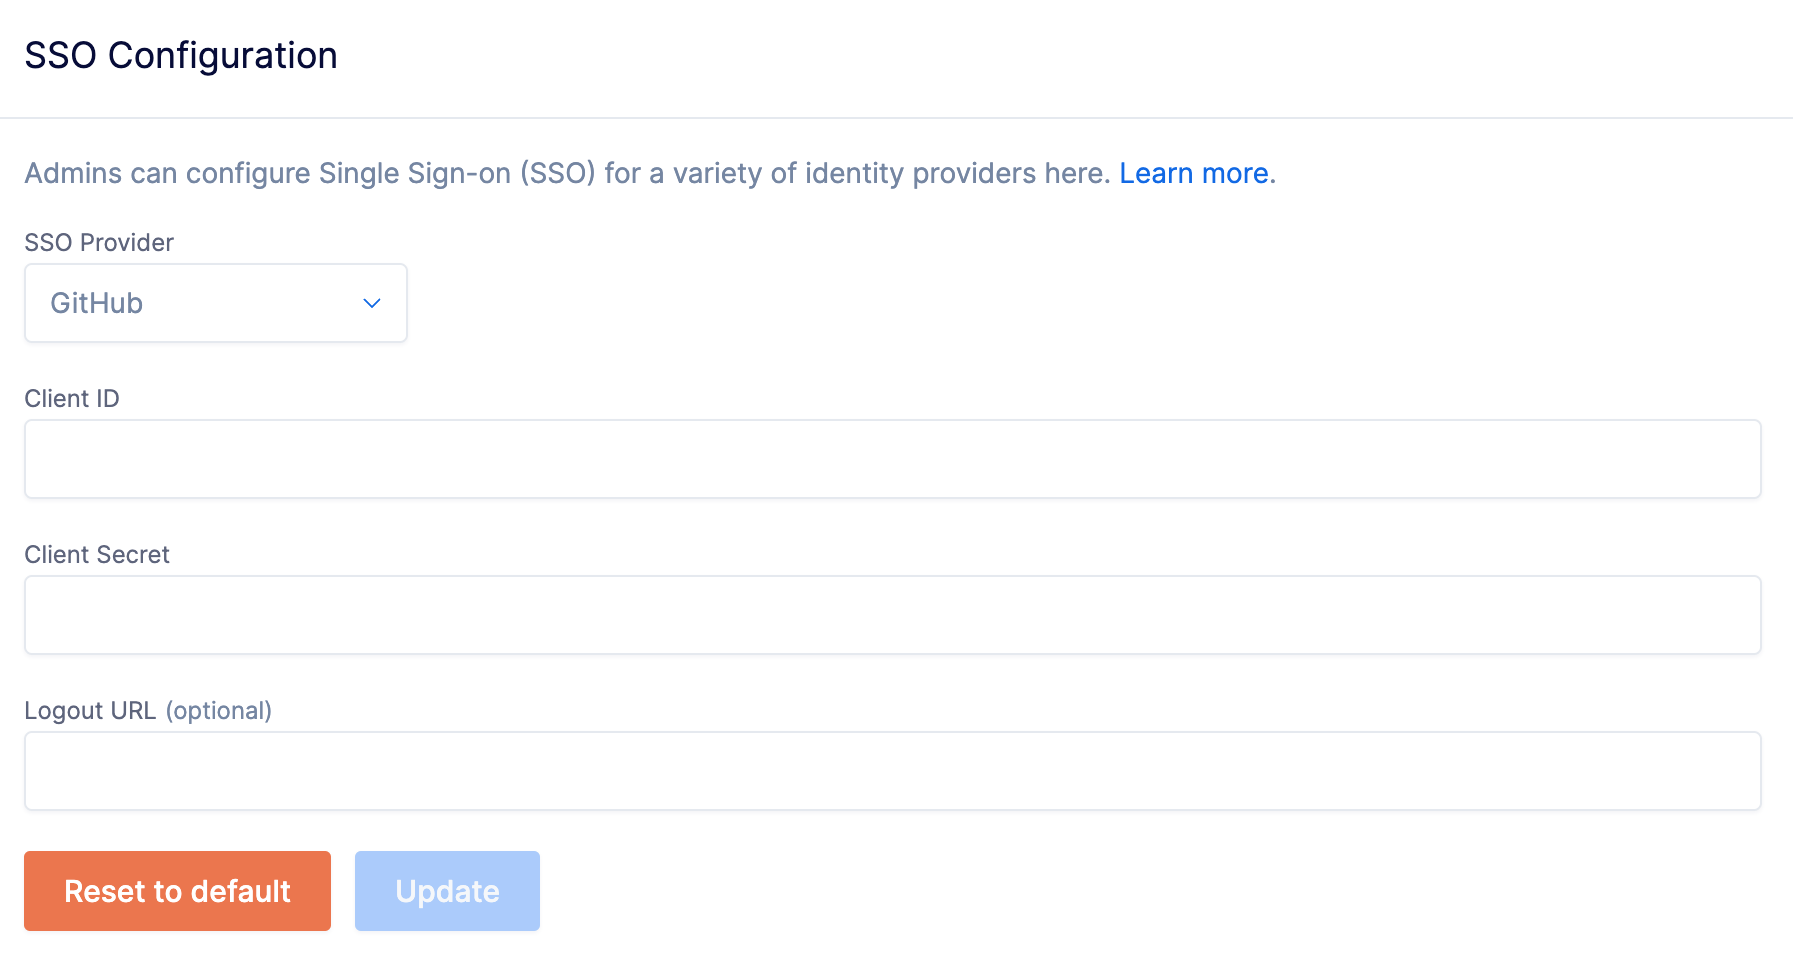 SSO Configuration
Admins can configure Single Sign-on (SSO) for a variety of identity providers here. Learn more.
SSO Provider
GitHub
Client ID
Client Secret
Logout URL (optional)
Reset to default
Update